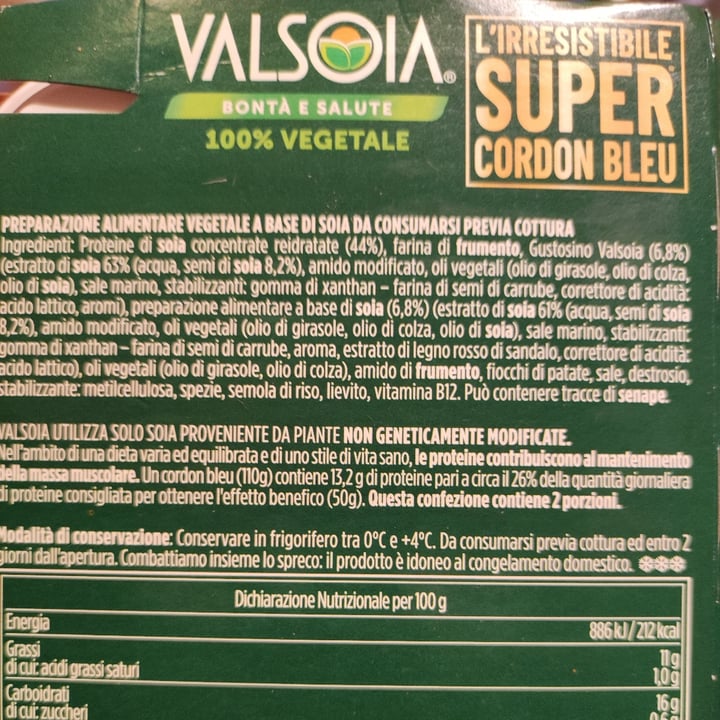 VALSOIA®
BONTÀ E SALUTE
100% VEGETALE
L'IRRESISTIBILE
SUPER
CORDON BLEU
PREPARAZIONE ALIMENTARE VEGETALE A BASE DI SOIA DA CONSUMARSI PREVIA COTTURA
Ingredienti: Proteine di soia concentrate reidratate (44%), farina di frumento, Gustosino Valsoia (6,8%)
(estratto di soia 63% (acqua, semi di soia 8,2%), amido modificato, oli vegetali (olio di girasole, olio di colza,
olio di soia), sale marino, stabilizzanti: gomma di xanthan – farina di semi di carrube, correttore di acidità:
acido lattico, aromi), preparazione alimentare a base di soia (6,8%) (estratto di soia 61% (acqua, semi di soia
8,2%), amido modificato, oli vegetali (olio di girasole, olio di colza, olio di soia), sale marino, stabilizzanti:
gomma di xanthan – farina di semi di carrube, aroma, estratto di legno rosso di sandalo, correttore di acidità:
acido lattico), oli vegetali (olio di girasole, olio di colza), amido di frumento, fiocchi di patate, sale, destrosio,
stabilizzante: metilcellulosa, spezie, semola di riso, lievito, vitamina B12. Può contenere tracce di senape.
VALSOIA UTILIZZA SOLO SOIA PROVENIENTE DA PIANTE NON GENETICAMENTE MODIFICATE.
Nell'ambito di una dieta varia ed equilibrata e di uno stile di vita sano, le proteine contribuiscono al mantenimento
della massa muscolare. Un cordon bleu (110g) contiene 13,2 g di proteine pari a circa il 26% della quantità giornaliera
di proteine consigliata per ottenere l'effetto benefico (50g). Questa confezione contiene 2 porzioni.
Modalità di conservazione: Conservare in frigorifero tra 0°C e +4°C. Da consumarsi previa cottura ed entro 2
giorni dall'apertura. Combattiamo insieme lo spreco: il prodotto è idoneo al congelamento domestico. ❄❄❄
Dichiarazione Nutrizionale per 100 g
Energia 886 kJ / 212 kcal
Grassi 11 g
di cui: acidi grassi saturi 1,0 g
Carboidrati 16 g
di cui: zuccheri